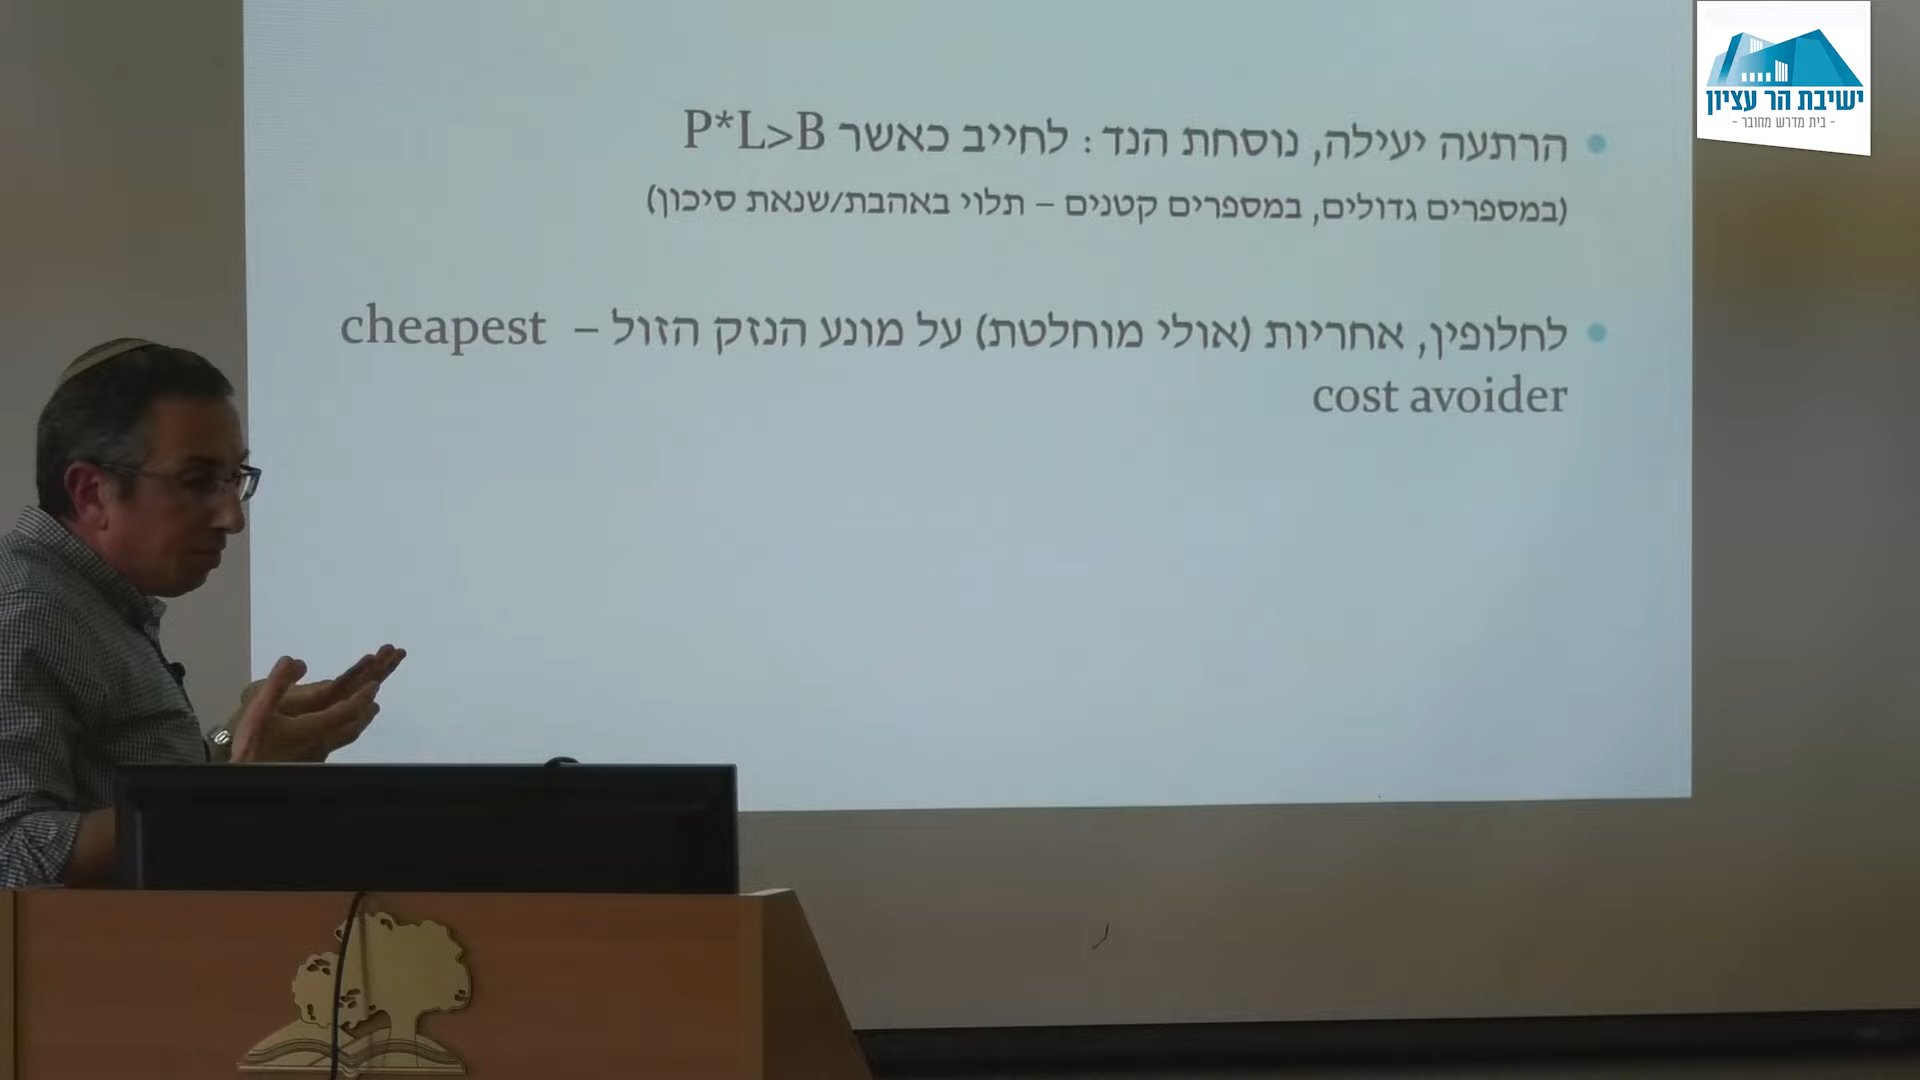 הרתעה יעילה, נוסחת הנד: לחייב כאשר P*L>B
(במספרים גדולים, במספרים קטנים – תלוי באהבת/שנאת סיכון)
לחלופין, אחריות (אולי מוחלטת) על מונע הנזק הזול – cheapest
cost avoider
ישיבת הר עציון
- בית מדרש מחובר -